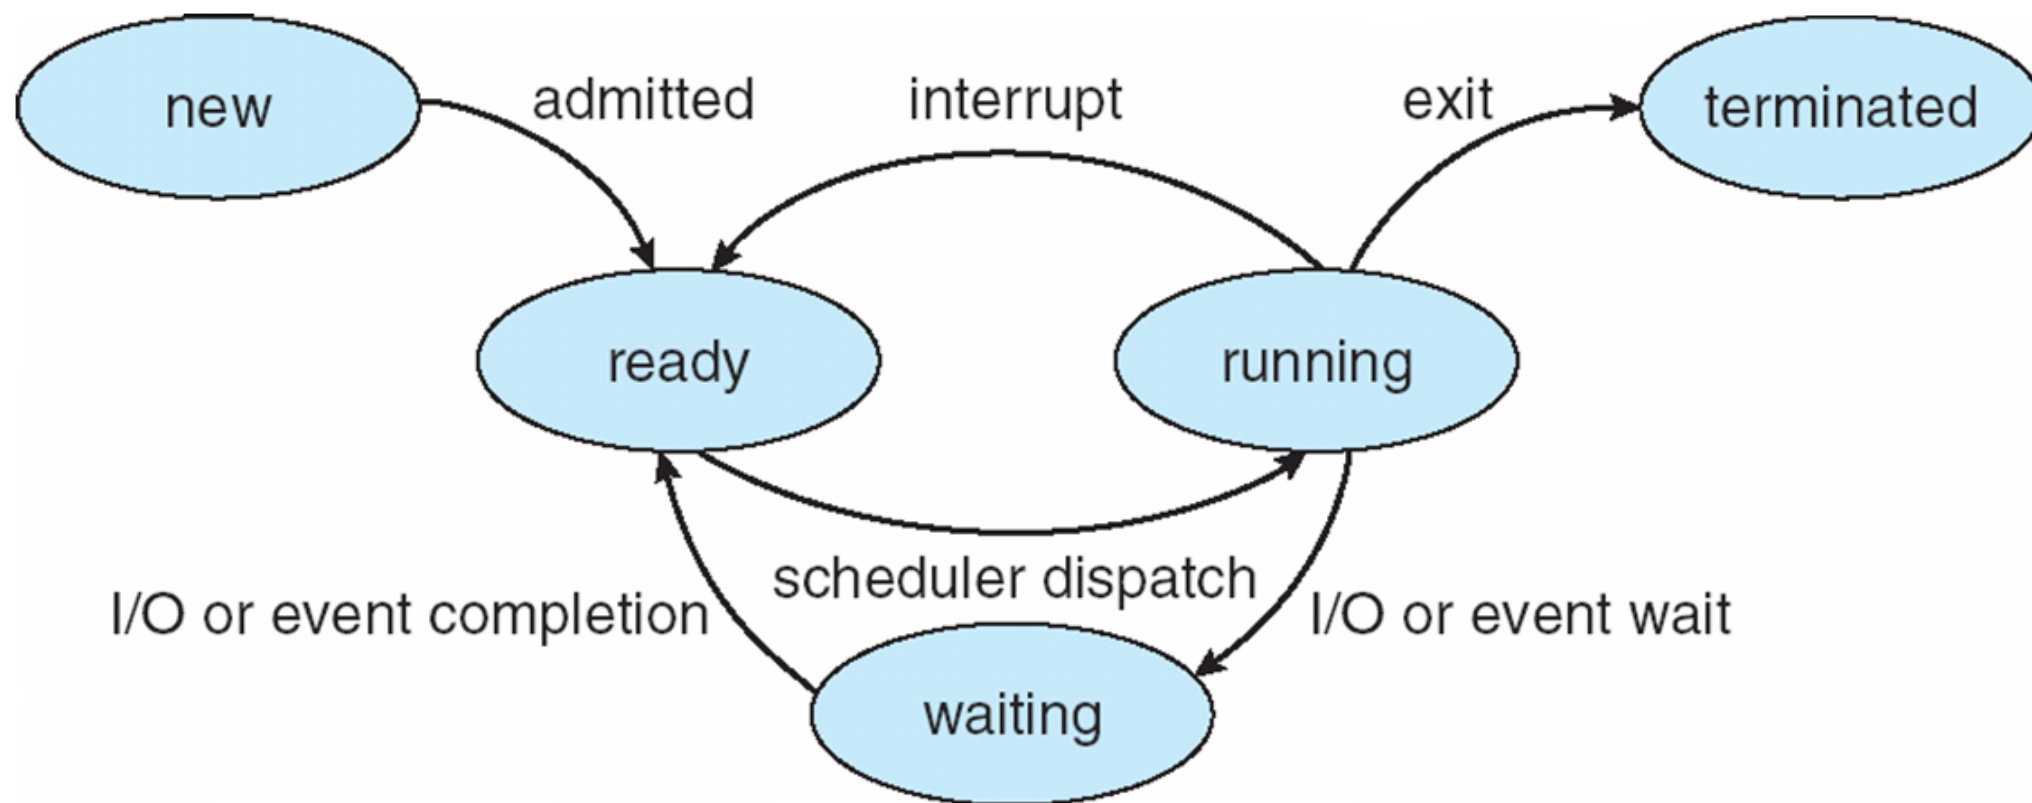 new
admitted
interrupt
exit
terminated
ready
running
scheduler dispatch
I/O or event completion
I/O or event wait
waiting